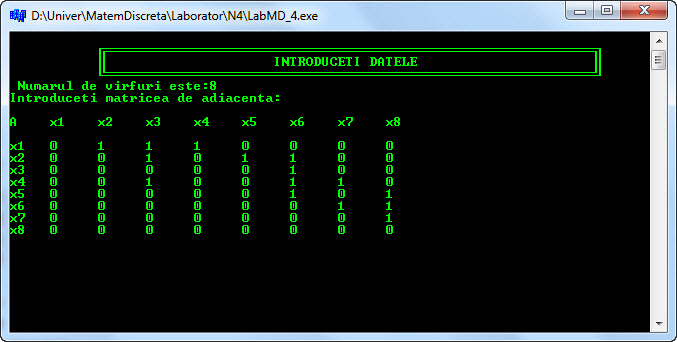 D:\Univer\MatemDiscreta\Laborator\N4\LabMD_4.exe
INTRODUCETI DATELE
Numarul de virfuri este:8
Introduceti matricea de adiacenta:
A x1 x2 x3 x4 x5 x6 x7 x8
x1 0 1 1 1 0 0 0 0
x2 0 0 1 0 1 1 0 0
x3 0 0 0 0 0 1 0 0
x4 0 0 1 0 0 1 1 0
x5 0 0 0 0 0 1 0 1
x6 0 0 0 0 0 0 1 1
x7 0 0 0 0 0 0 0 1
x8 0 0 0 0 0 0 0 0